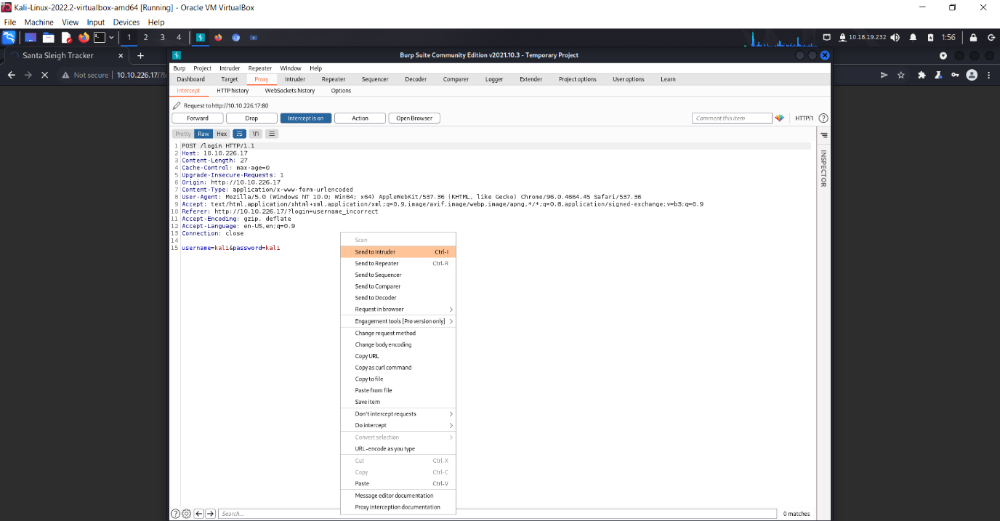 Kali-Linux-2022.2-virtualbox-amd64 [Running] - Oracle VM VirtualBox
File Machine View Input Devices Help
1 2 3 4 10.18.19.232 1:56
Santa Sleigh Tracker
Burp Suite Community Edition v2021.10.3 - Temporary Project
Not secure 10.10.226.17/?l
Burp Project Intruder Repeater Window Help
Dashboard Target Proxy Intruder Repeater Sequencer Decoder Comparer Logger Extender Project options User options Learn
Intercept HTTP history WebSockets history Options
Request to http://10.10.226.17:80
Forward Drop Intercept is on Action Open Browser Comment this item HTTP/1 ?
Pretty Raw Hex \n
INSPECTOR
1 POST /login HTTP/1.1
2 Host: 10.10.226.17
3 Content-Length: 27
4 Cache-Control: max-age=0
5 Upgrade-Insecure-Requests: 1
6 Origin: http://10.10.226.17
7 Content-Type: application/x-www-form-urlencoded
8 User-Agent: Mozilla/5.0 (Windows NT 10.0; Win64; x64) AppleWebKit/537.36 (KHTML, like Gecko) Chrome/96.0.4664.45 Safari/537.36
9 Accept: text/html,application/xhtml+xml,application/xml;q=0.9,image/avif,image/webp,image/apng,*/*;q=0.8,application/signed-exchange;v=b3;q=0.9
10 Referer: http://10.10.226.17/?login=username_incorrect
11 Accept-Encoding: gzip, deflate
12 Accept-Language: en-US,en;q=0.9
13 Connection: close
14
15 username=kali&password=kali
Scan
Send to Intruder Ctrl-I
Send to Repeater Ctrl-R
Send to Sequencer
Send to Comparer
Send to Decoder
Request in browser
Engagement tools [Pro version only]
Change request method
Change body encoding
Copy URL
Copy as curl command
Copy to file
Paste from file
Save item
Don't intercept requests
Do intercept
Convert selection
URL-encode as you type
Cut Ctrl-X
Copy Ctrl-C
Paste Ctrl-V
Message editor documentation
Proxy interception documentation
? Search... 0 matches